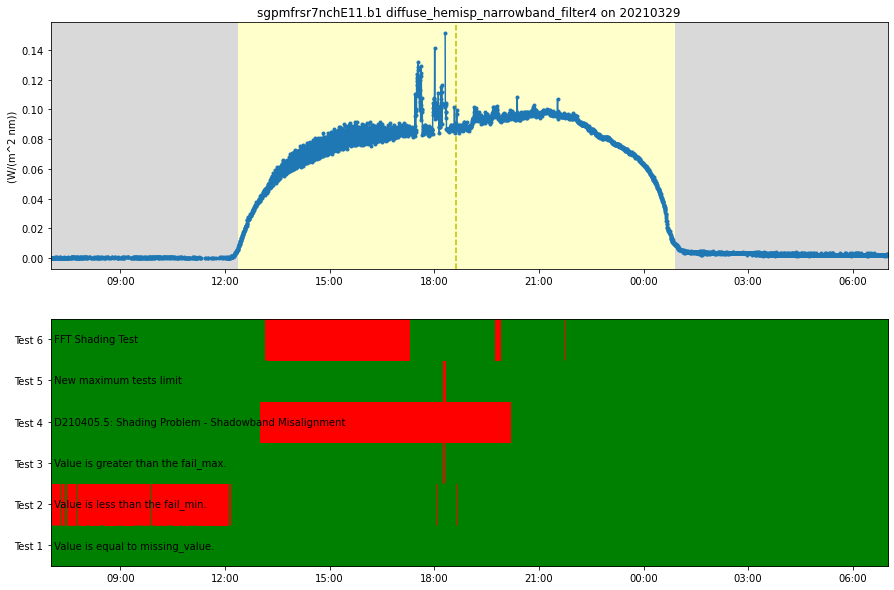 sgpmfrsr7nchE11.b1 diffuse_hemisp_narrowband_filter4 on 20210329
(W/(m^2 nm))
0.14
0.12
0.10
0.08
0.06
0.04
0.02
0.00
09:00 12:00 15:00 18:00 21:00 00:00 03:00 06:00
Test 6 FFT Shading Test
Test 5 New maximum tests limit
Test 4 D210405.5: Shading Problem - Shadowband Misalignment
Test 3 Value is greater than the fail_max.
Test 2 Value is less than the fail_min.
Test 1 Value is equal to missing_value.
09:00 12:00 15:00 18:00 21:00 00:00 03:00 06:00